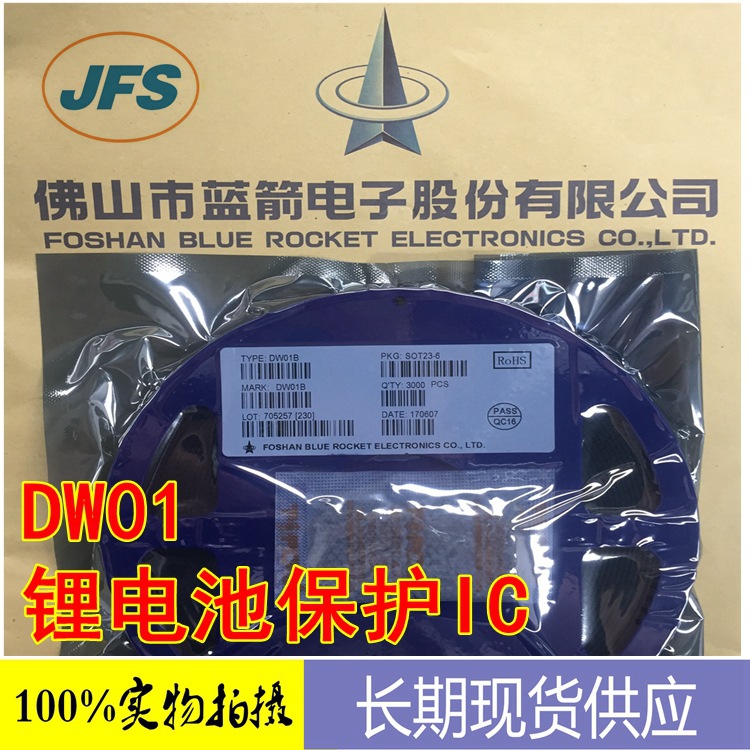 JFS
佛山市蓝箭电子股份有限公司
FOSHAN BLUE ROCKET ELECTRONICS CO.,LTD.
TYPE: DW01B
PKG: SOT23-6
RoHS
MARK: DW01B
Q'TY: 3000 PCS
LOT: 705257 [230]
DATE: 170607
PASS
QC16
FOSHAN BLUE ROCKET ELECTRONICS CO., LTD.
DW01
锂电池保护IC
100%实物拍摄
长期现货供应